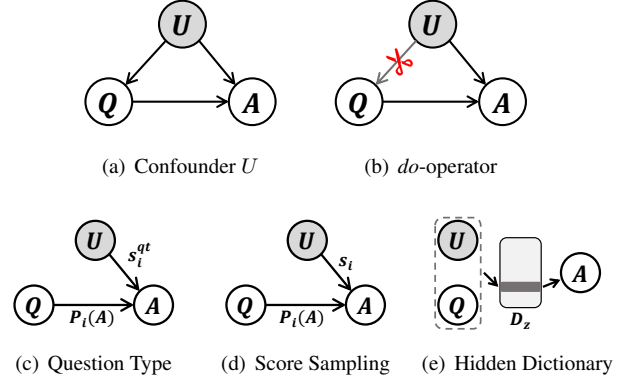 U
Q A
U
Q A
(a) Confounder U
(b) do-operator
U
s_i^{qt}
Q A
P_i(A)
U
s_i
Q A
P_i(A)
U
Q
D_z
A
(c) Question Type
(d) Score Sampling
(e) Hidden Dictionary